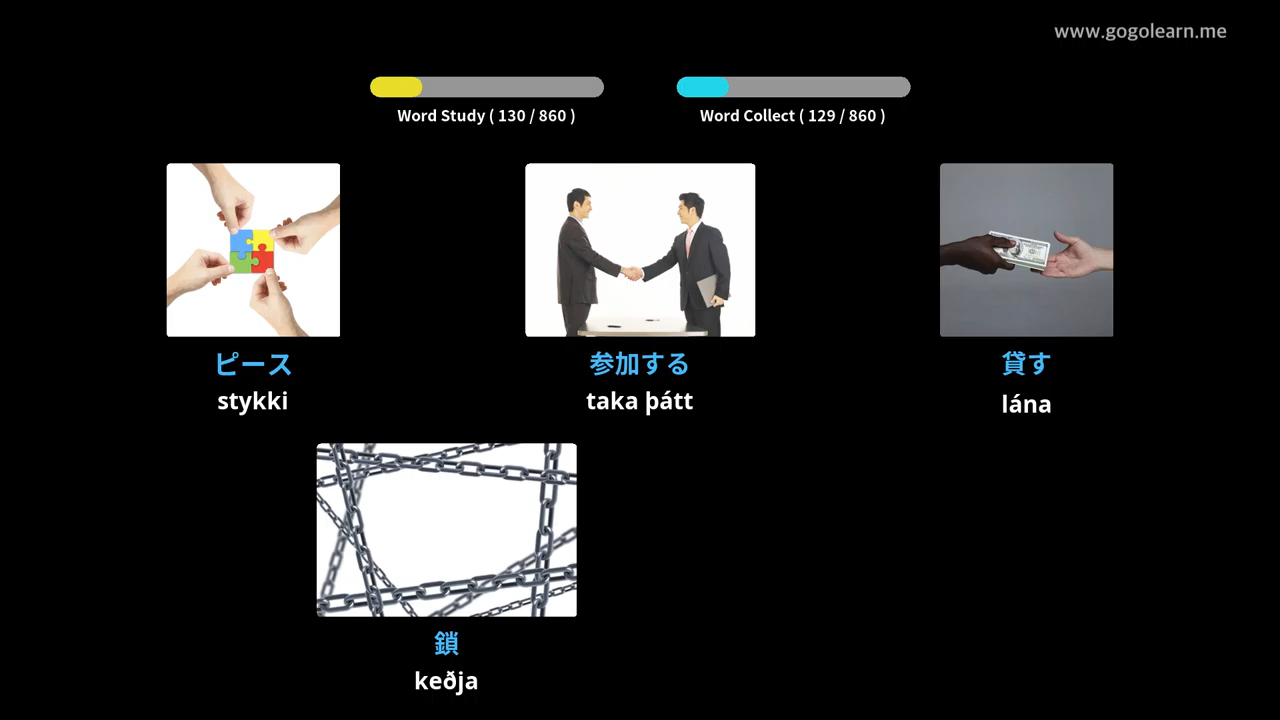 www.gogolearn.me
Word Study ( 130 / 860 )
Word Collect ( 129 / 860 )
ピース
stykki
参加する
taka þátt
貸す
lána
鎖
keðja